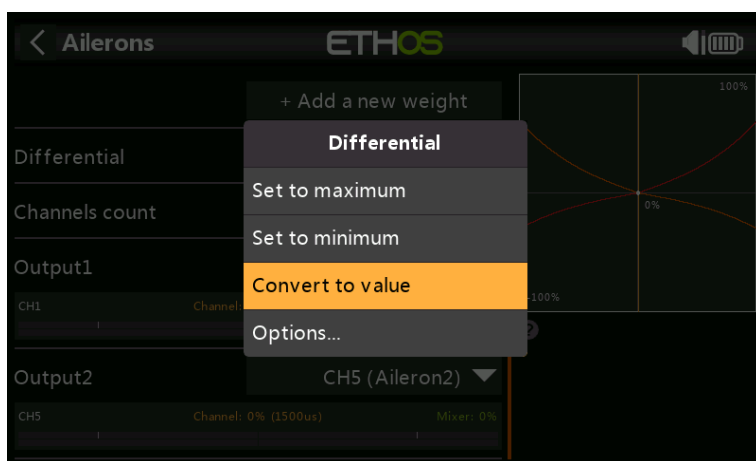 Ailerons
ETHOS
+ Add a new weight
100%
Differential
Differential
Set to maximum
Channels count
0%
Set to minimum
Output1
Convert to value
-100%
CH1
Channel:
Options...
?
Output2
CH5 (Aileron2)
CH5
Channel: 0% (1500us)
Mixer: 0%